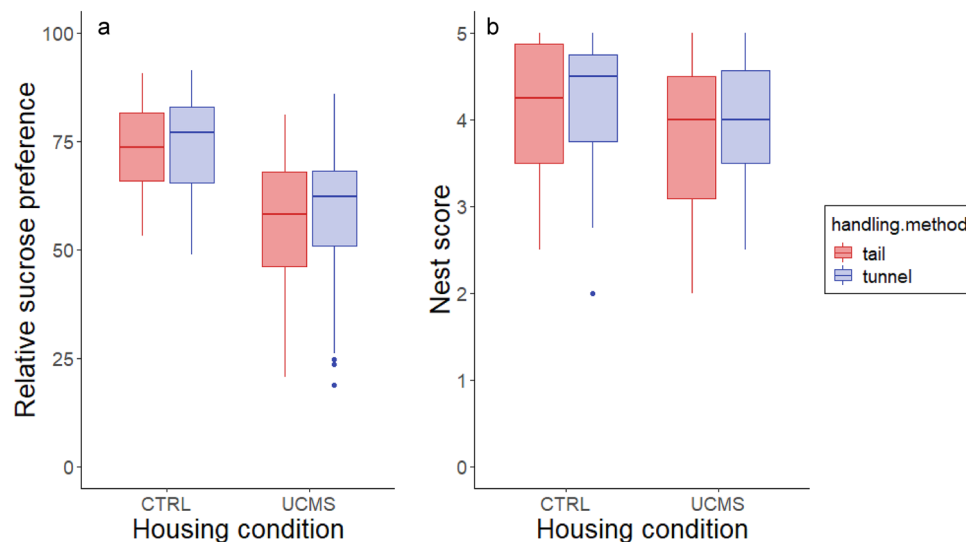 a
Relative sucrose preference
100
75
50
25
0
CTRL
UCMS
Housing condition
b
Nest score
5
4
3
2
1
0
CTRL
UCMS
Housing condition
handling.method
tail
tunnel